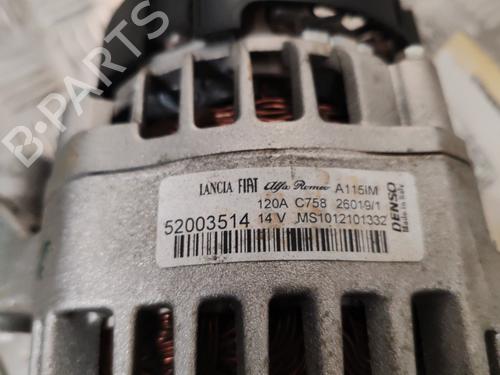 B-PARTS
LANCIA FIAT Alfa Romeo A115iM
120A C758 26019/1
52003514 14 V MS1012101332
DENSO
Made in Italy